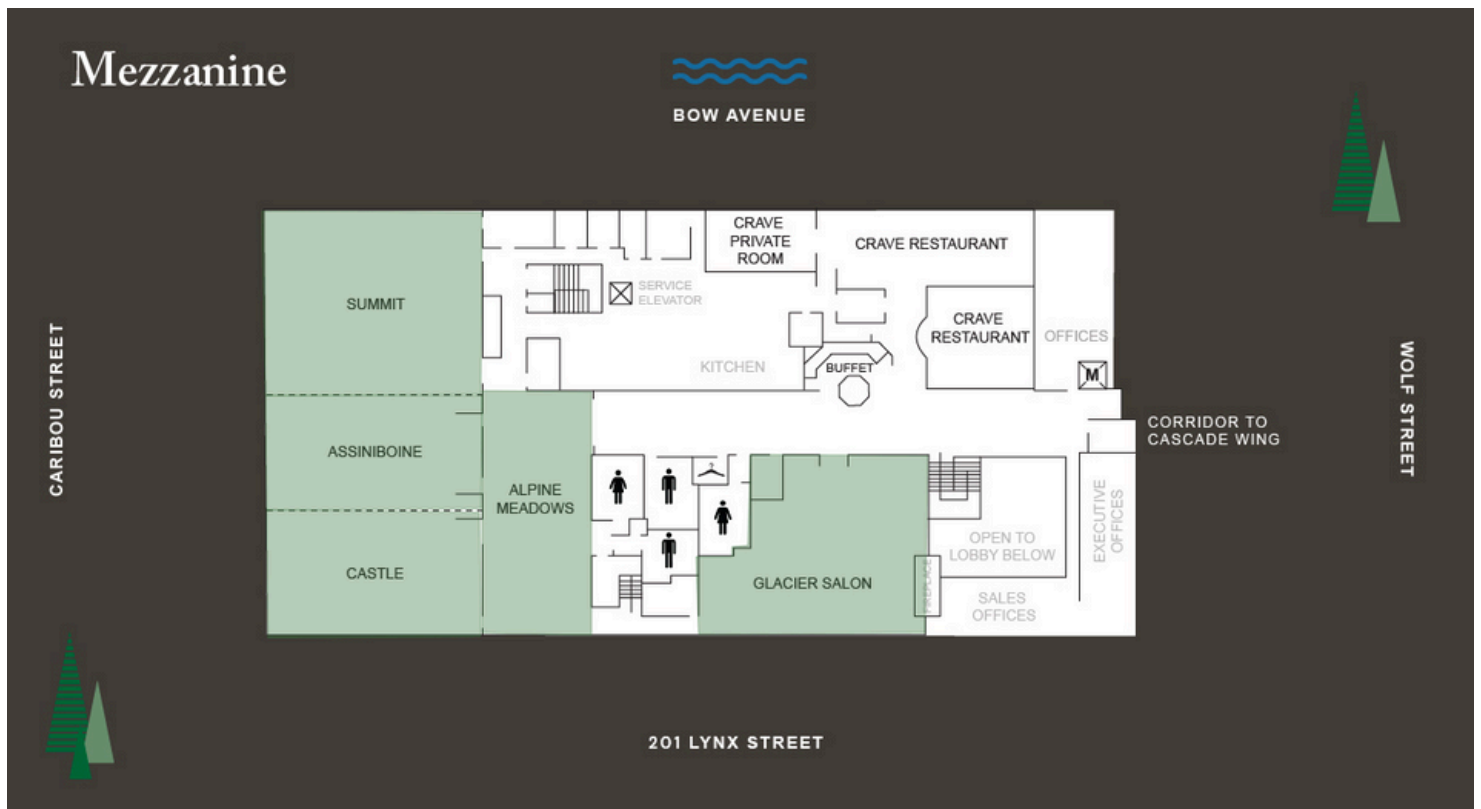 Mezzanine
BOW AVENUE
CRAVE
PRIVATE
ROOM
CRAVE RESTAURANT
SUMMIT
SERVICE
ELEVATOR
CRAVE
RESTAURANT
OFFICES
KITCHEN
BUFFET
M
CARIBOU STREET
WOLF STREET
CORRIDOR TO
CASCADE WING
ASSINIBOINE
ALPINE
MEADOWS
CASTLE
GLACIER SALON
FIREPLACE
OPEN TO
LOBBY BELOW
EXECUTIVE
OFFICES
SALES
OFFICES
201 LYNX STREET